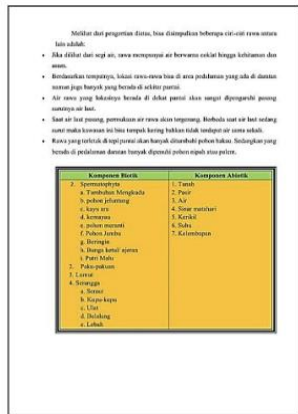 Melihat dari pengertian diatas, bisa disimpulkan beberapa ciri-ciri rawa antara
lain adalah:
Jika dilihat dari segi air, rawa mempunyai air berwarna coklat hingga kehitaman dan
asam.
Berdasarkan tempatnya, lokasi rawa-rawa bisa di area pedalaman yang ada di daratan
namun juga banyak yang berada di sekitar pantai.
Air rawa yang lokasinya berada di dekat pantai akan sangat dipengaruhi pasang
surutnya air laut.
Saat air laut pasang, permukaan air rawa akan tergenang. Berbeda saat air laut sedang
surut maka kawasan ini bisa tampak kering bahkan tidak terdapat air sama sekali.
Rawa yang terletak di tepi pantai akan banyak ditumbuhi pohon bakau. Sedangkan yang
berada di pedalaman daratan banyak dipenuhi pohon nipah atau palem.
Komponen Biotik
2. Spermatophyta
a. Tumbuhan Mengkudu
b. pohon jelutung
c. kayu ara
d. kemayau
e. pohon meranti
f. Pohon Jambu
g. Beringin
h. Bunga ketul ajeran
i. Putri Malu
2. Paku-pakuan
3. Lumut
4. Serangga
a. Semut
b. Kupu-kupu
c. Ulat
d. Belalang
e. Lebah
Komponen Abiotik
1. Tanah
2. Pasir
3. Air
4. Sinar matahari
5. Kerikil
6. Suhu
7. Kelembapan